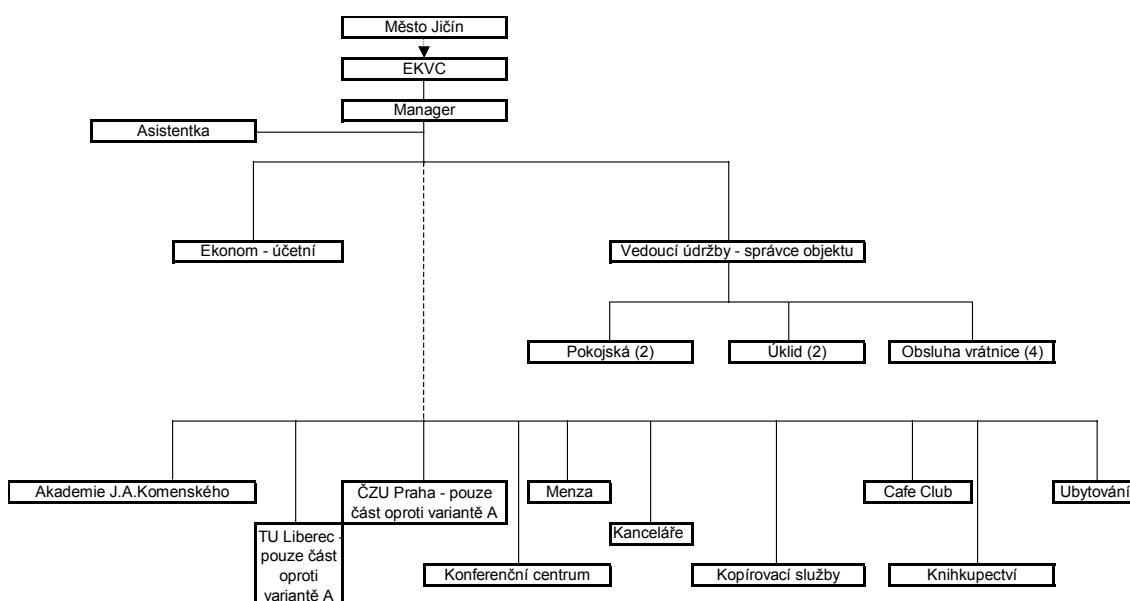 Město Jičín
EKVC
Manager
Asistentka
Ekonom - účetní
Vedoucí údržby - správce objektu
Pokojská (2)
Úklid (2)
Obsluha vrátnice (4)
Akademie J.A.Komenského
ČZU Praha - pouze
část oproti variantě A
Menza
Cafe Club
Ubytování
TU Liberec -
pouze část
oproti
variantě A
Kanceláře
Konferenční centrum
Kopírovací služby
Knihkupectví